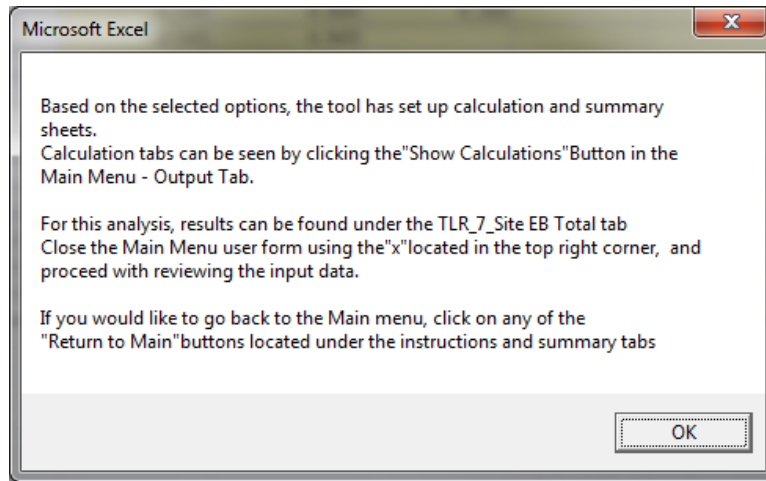 Microsoft Excel
Based on the selected options, the tool has set up calculation and summary
sheets.
Calculation tabs can be seen by clicking the"Show Calculations"Button in the
Main Menu - Output Tab.
For this analysis, results can be found under the TLR_7_Site EB Total tab
Close the Main Menu user form using the"x"located in the top right corner,  and
proceed with reviewing the input data.
If you would like to go back to the Main menu, click on any of the
"Return to Main"buttons located under the instructions and summary tabs
OK